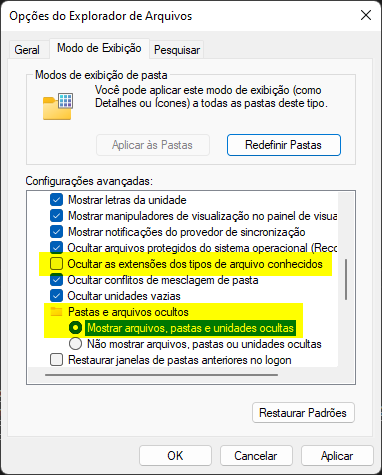 Opções do Explorador de Arquivos
Geral
Modo de Exibição
Pesquisar
Modos de exibição de pasta
Você pode aplicar este modo de exibição (como
Detalhes ou Ícones) a todas as pastas deste tipo.
Aplicar às Pastas
Redefinir Pastas
Configurações avançadas:
Mostrar letras da unidade
Mostrar manipuladores de visualização no painel de visua
Mostrar notificações do provedor de sincronização
Ocultar arquivos protegidos do sistema operacional (Reco
Ocultar as extensões dos tipos de arquivo conhecidos
Ocultar conflitos de mesclagem de pasta
Ocultar unidades vazias
Pastas e arquivos ocultos
Mostrar arquivos, pastas e unidades ocultas
Não mostrar arquivos, pastas ou unidades ocultas
Restaurar janelas de pastas anteriores no logon
Restaurar Padrões
OK
Cancelar
Aplicar